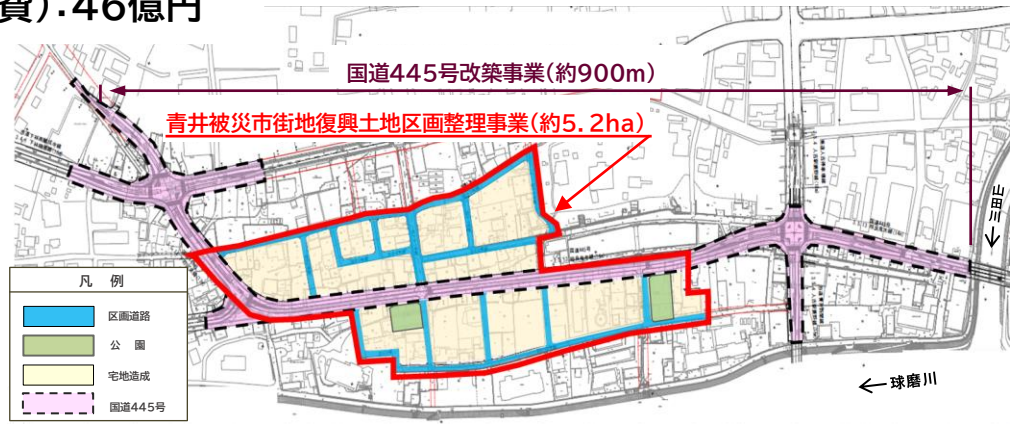 費):46億円
国道445号改築事業(約900m)
青井被災市街地復興土地区画整理事業(約5.2ha)
山田川
凡 例
区画道路
公 園
宅地造成
国道445号
球磨川